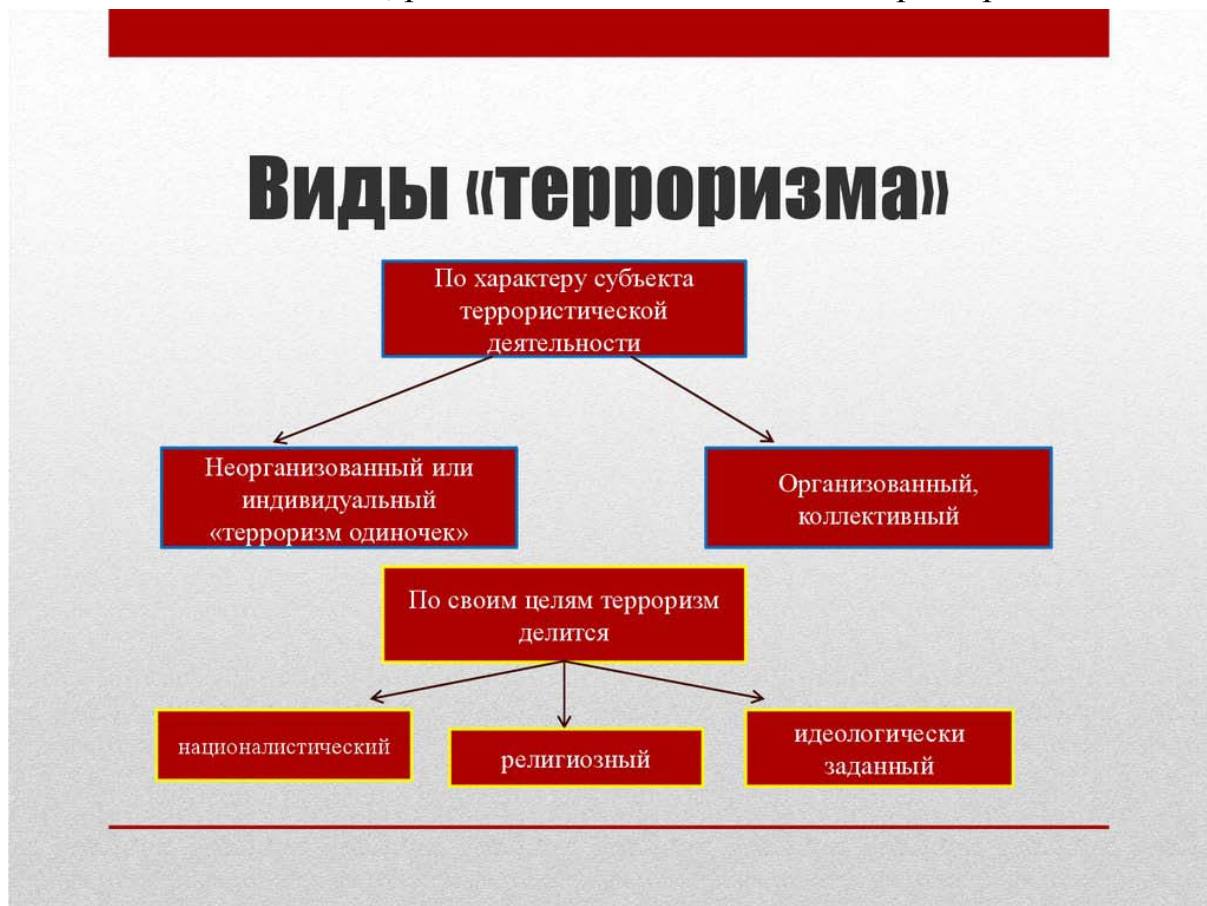 Виды «терроризма»
По характеру субъекта
террористической
деятельности
Неорганизованный или
индивидуальный
«терроризм одиночек»
Организованный,
коллективный
По своим целям терроризм
делится
националистический
религиозный
идеологически
заданный